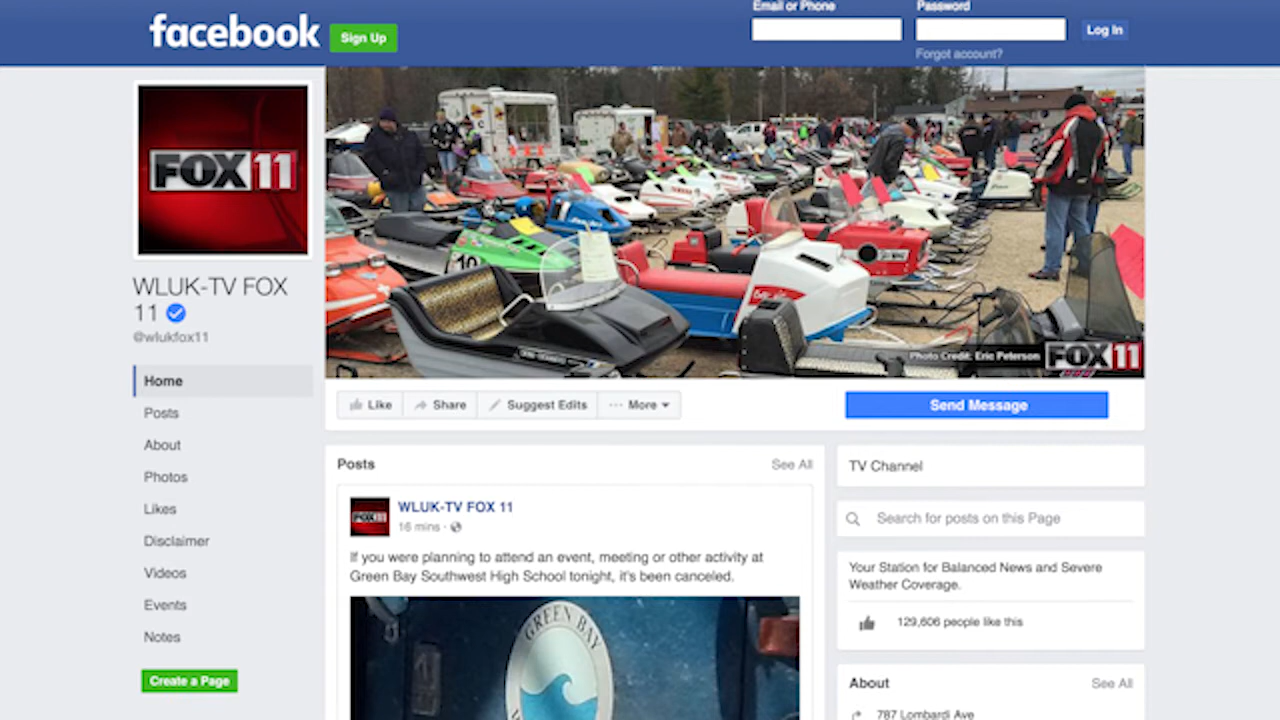 facebook
Sign Up
Email or Phone
Password
Log In
Forgot account?
FOX 11
WLUK-TV FOX
11
@wlukfox11
Home
Posts
About
Photos
Likes
Disclaimer
Videos
Events
Notes
Create a Page
10
Photo Credit: Eric Peterson
FOX 11
Like
Share
Suggest Edits
··· More
Send Message
Posts
See All
FOX 11
WLUK-TV FOX 11
16 mins ·
If you were planning to attend an event, meeting or other activity at
Green Bay Southwest High School tonight, it's been canceled.
GREEN BAY
TV Channel
Search for posts on this Page
Your Station for Balanced News and Severe
Weather Coverage.
129,606 people like this
About
See All
787 Lombardi Ave